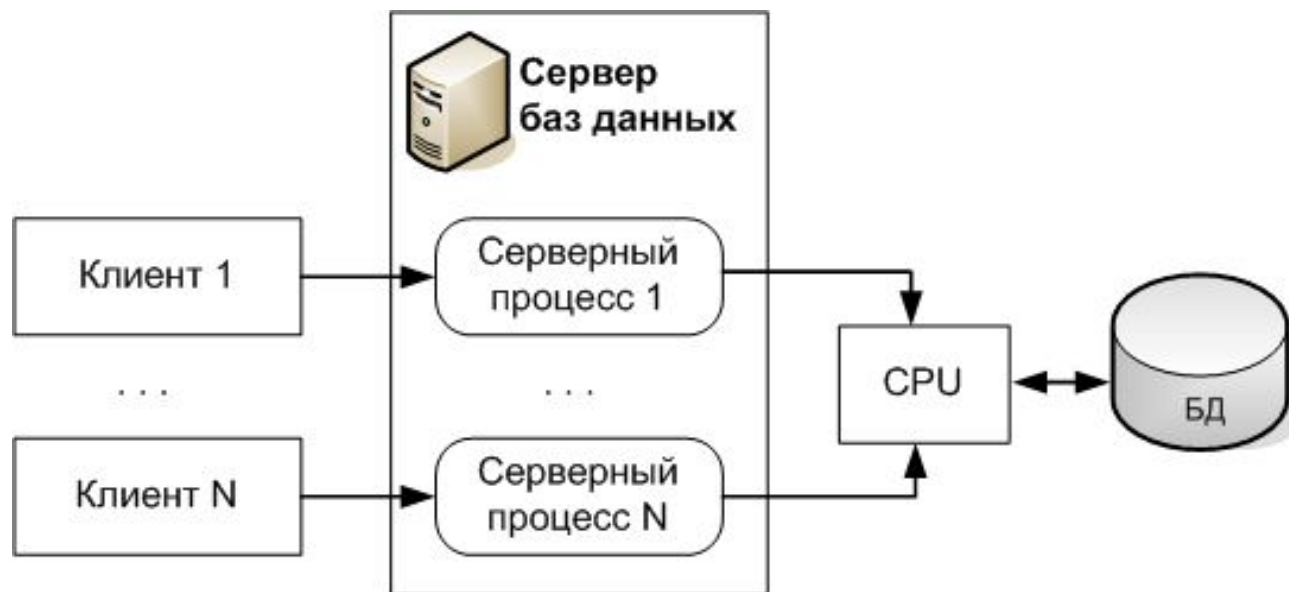 Сервер
баз данных
Клиент 1
Серверный
процесс 1
. . .
. . .
CPU
БД
Клиент N
Серверный
процесс N